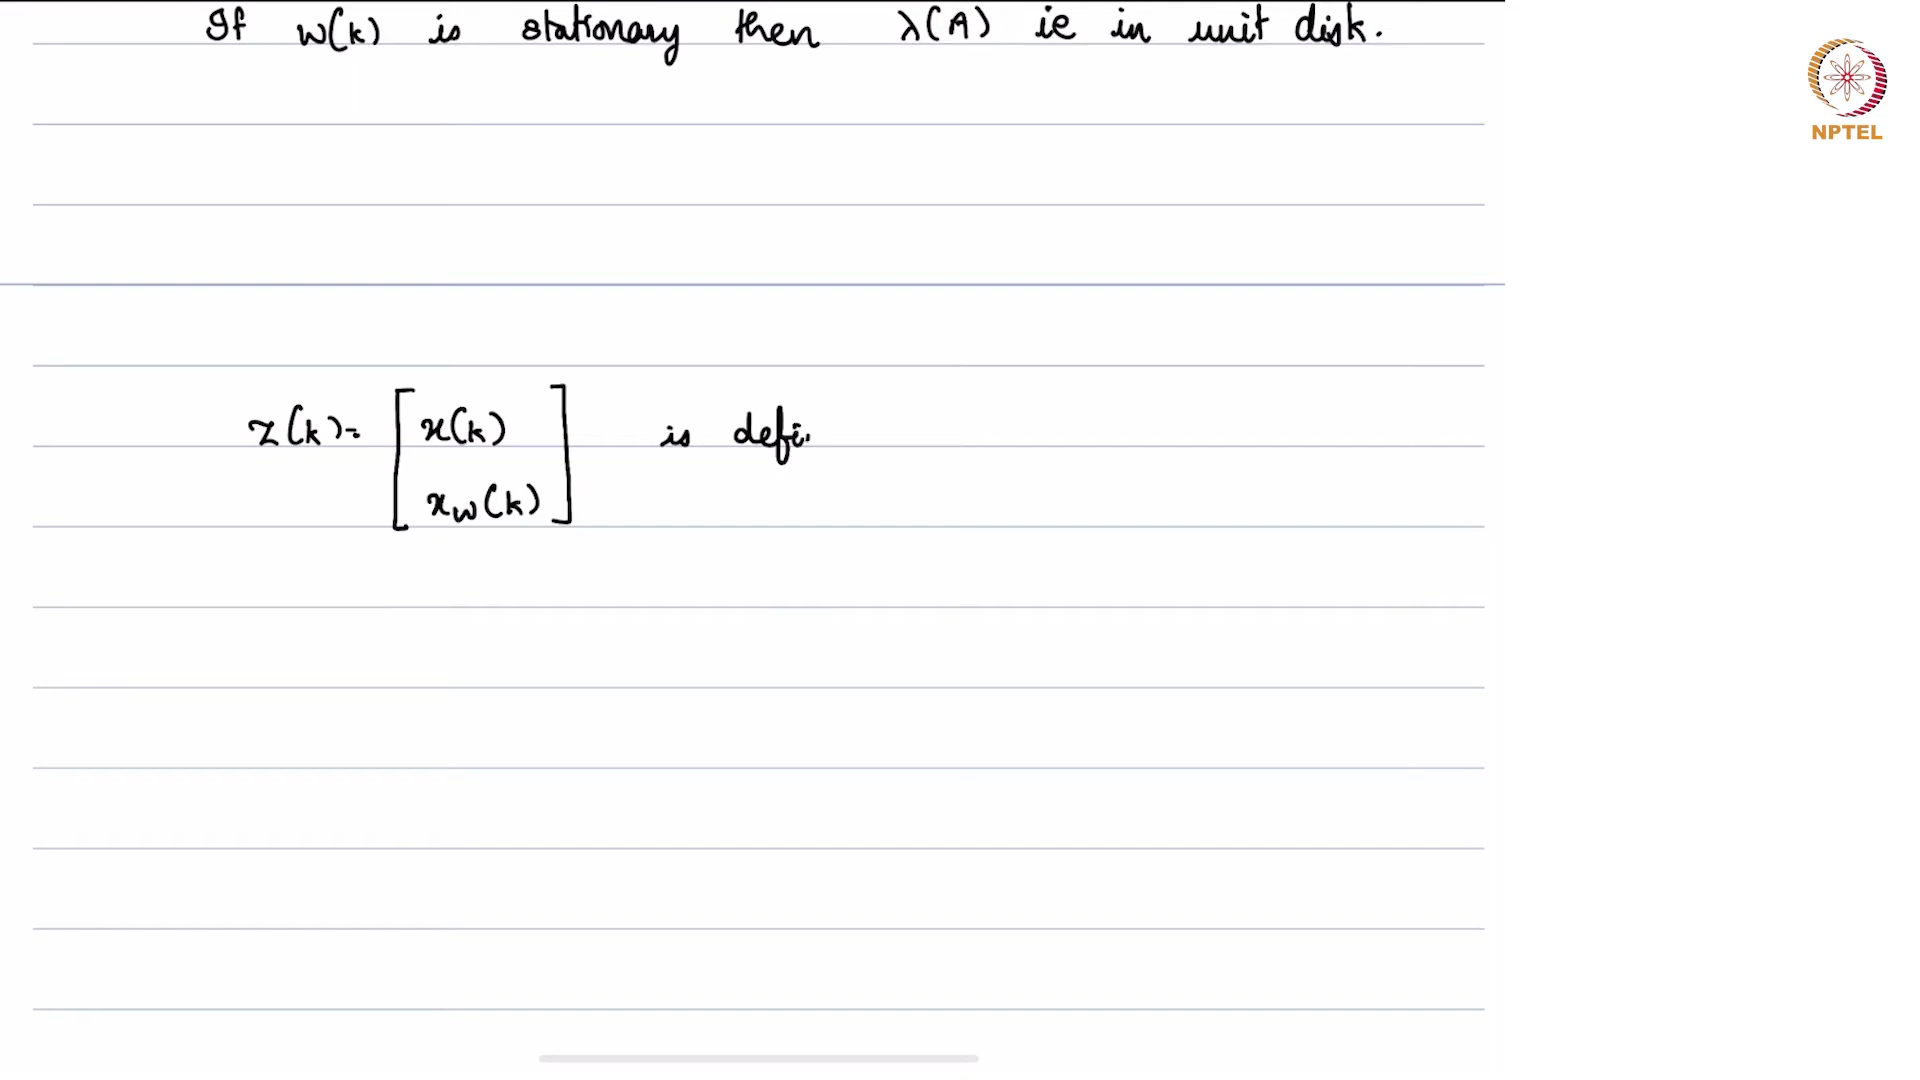 If w(k) is stationary then λ(A) ie in unit disk.
NPTEL
z(k)= [ x(k) is defi.
x_w(k) ]